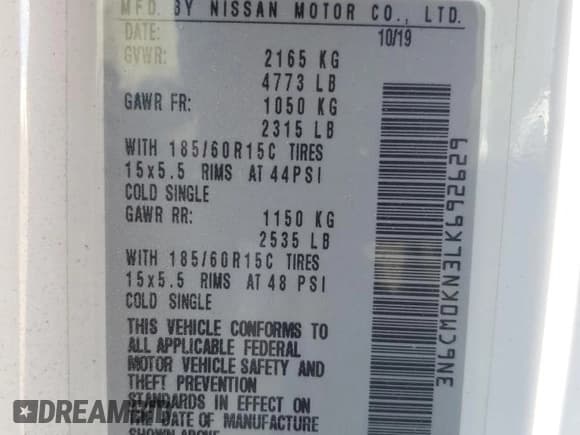 MFD. BY NISSAN MOTOR CO., LTD.
DATE: 10/19
GVWR: 2165 KG
4773 LB
GAWR FR: 1050 KG
2315 LB
WITH 185/60R15C TIRES
15x5.5 RIMS AT 44PSI
COLD SINGLE
GAWR RR: 1150 KG
2535 LB
WITH 185/60R15C TIRES
15x5.5 RIMS AT 48 PSI
COLD SINGLE
THIS VEHICLE CONFORMS TO
ALL APPLICABLE FEDERAL
MOTOR VEHICLE SAFETY AND
THEFT PREVENTION
STANDARDS IN EFFECT ON
THE DATE OF MANUFACTURE
SHOWN ABOVE
3N6CM0KN3LK692629